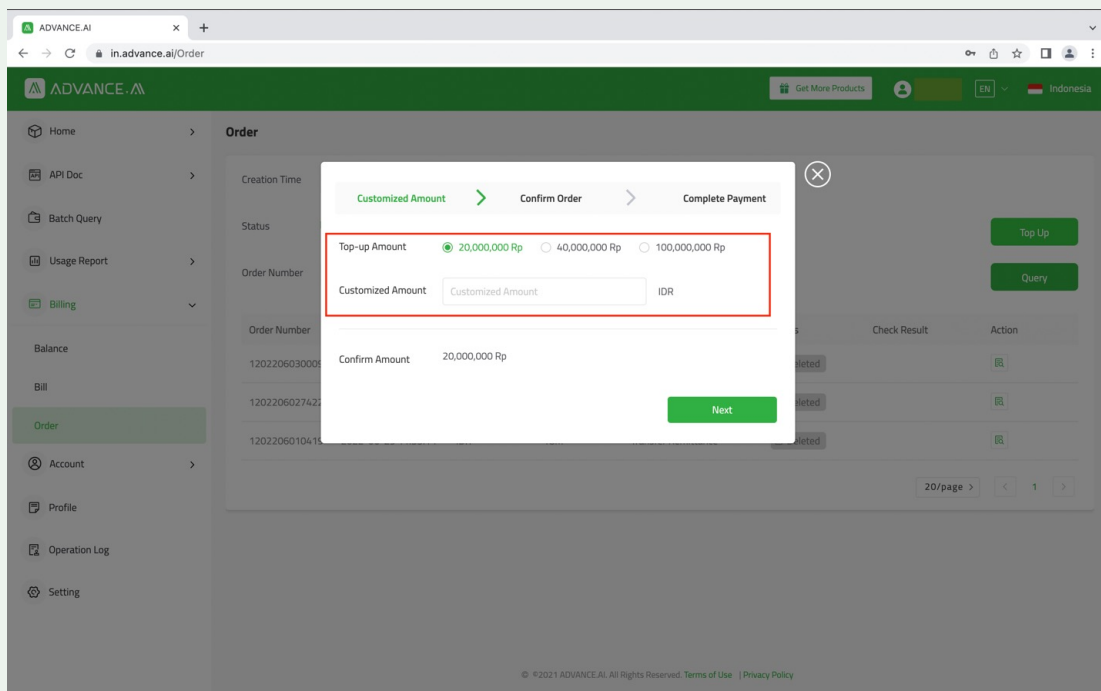 ADVANCE.AI
in.advance.ai/Order
ADVANCE.AI
Get More Products
EN
Indonesia
Home
API Doc
Batch Query
Usage Report
Billing
Balance
Bill
Order
Account
Profile
Operation Log
Setting
Order
Creation Time
Status
Order Number
Top Up
Query
Customized Amount
Confirm Order
Complete Payment
Top-up Amount
20,000,000 Rp
40,000,000 Rp
100,000,000 Rp
Customized Amount
Customized Amount
IDR
Confirm Amount
20,000,000 Rp
Next
Order Number
Check Result
Action
API
20/page
1
© ©2021 ADVANCE.AI. All Rights Reserved. Terms of Use | Privacy Policy